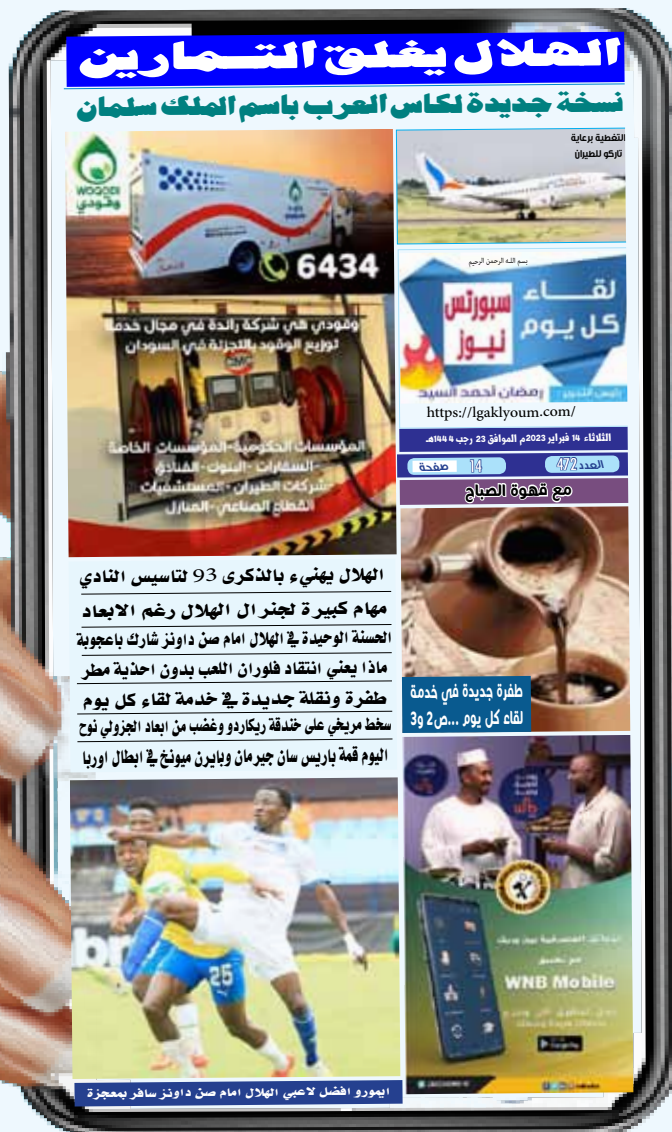 الهلال يغلق التمارين
نسخة جديدة لكاس العرب باسم الملك سلمان
التغطية برعاية
تاركو للطيران
WOQODI
وقودي
6434
بسم الله الرحمن الرحيم
لقاء
كل يوم
سبورتس
نيوز
رئيس التحرير : رمضان أحمد السيد
https://lgaklyoum.com/
الثلاثاء 14 فبراير 2023م الموافق 23 رجب 1444هـ
العدد 472
14 صفحة
مع قهوة الصباح
وقودي هي شركة رائدة في مجال خدمة
توزيع الوقود بالتجزئة في السودان
المؤسسات الحكومية-المؤسسات الخاصة
-السفارات - البنوك - الفنادق
-شركات الطيران - المستشفيات
القطاع الصناعي - المنازل
الهلال يهنيء بالذكرى 93 لتاسيس النادي
مهام كبيرة لجنرال الهلال رغم الابعاد
الحسنة الوحيدة في الهلال امام صن داونز شارك باعجوبة
ماذا يعني انتقاد فلوران اللعب بدون احذية مطر
طفرة ونقلة جديدة في خدمة لقاء كل يوم
سخط مريخي على خندقة ريكاردو وغضب من ابعاد الجزولي نوح
اليوم قمة باريس سان جيرمان وبايرن ميونخ في ابطال اوربا
طفرة جديدة في خدمة
لقاء كل يوم ...ص2 و3
25
ايمورو افضل لاعبي الهلال امام صن داونز سافر بمعجزة
WNB Mobile